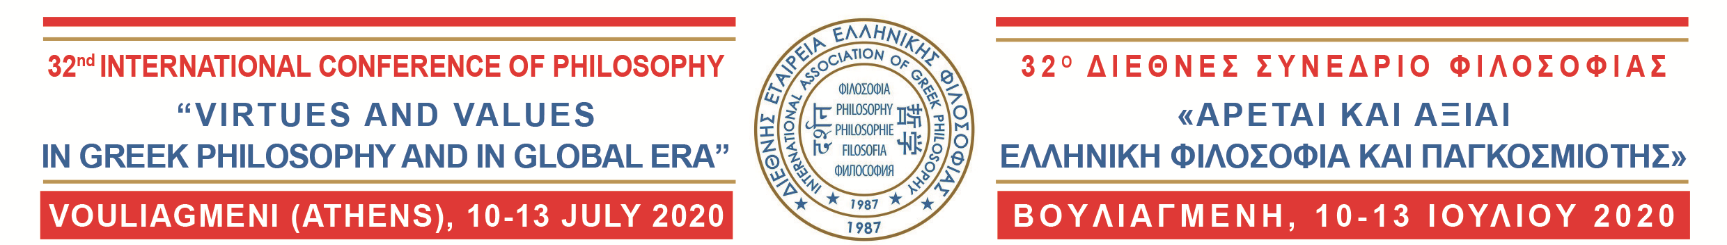 32nd INTERNATIONAL CONFERENCE OF PHILOSOPHY
“VIRTUES AND VALUES
IN GREEK PHILOSOPHY AND IN GLOBAL ERA”
VOULIAGMENI (ATHENS), 10-13 JULY 2020
ΔΙΕΘΝΗΣ ΕΤΑΙΡΕΙΑ ΕΛΛΗΝΙΚΗΣ ΦΙΛΟΣΟΦΙΑΣ
INTERNATIONAL ASSOCIATION OF GREEK PHILOSOPHY
ΦΙΛΟΣΟΦΙΑ
PHILOSOPHY
PHILOSOPHIE
FILOSOFIA
ФИЛОСОФИЯ
哲学
1987
1987
32ο ΔΙΕΘΝΕΣ ΣΥΝΕΔΡΙΟ ΦΙΛΟΣΟΦΙΑΣ
«ΑΡΕΤΑΙ ΚΑΙ ΑΞΙΑΙ
ΕΛΛΗΝΙΚΗ ΦΙΛΟΣΟΦΙΑ ΚΑΙ ΠΑΓΚΟΣΜΙΟΤΗΣ»
ΒΟΥΛΙΑΓΜΕΝΗ, 10-13 ΙΟΥΛΙΟΥ 2020